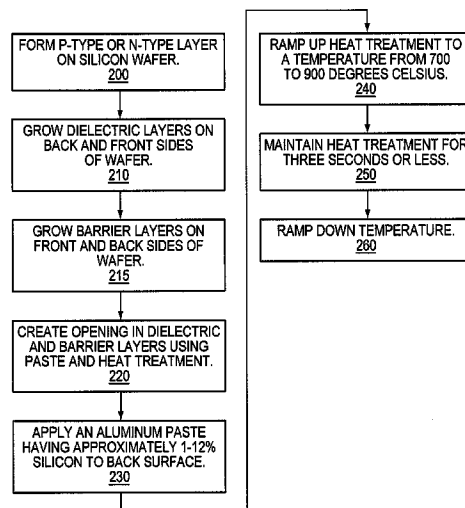 FORM P-TYPE OR N-TYPE LAYER
ON SILICON WAFER.
200
GROW DIELECTRIC LAYERS ON
BACK AND FRONT SIDES
OF WAFER.
210
GROW BARRIER LAYERS ON
FRONT AND BACK SIDES OF
WAFER.
215
CREATE OPENING IN DIELECTRIC
AND BARRIER LAYERS USING
PASTE AND HEAT TREATMENT.
220
APPLY AN ALUMINUM PASTE
HAVING APPROXIMATELY 1-12%
SILICON TO BACK SURFACE.
230
RAMP UP HEAT TREATMENT TO
A TEMPERATURE FROM 700
TO 900 DEGREES CELSIUS.
240
MAINTAIN HEAT TREATMENT FOR
THREE SECONDS OR LESS.
250
RAMP DOWN TEMPERATURE.
260